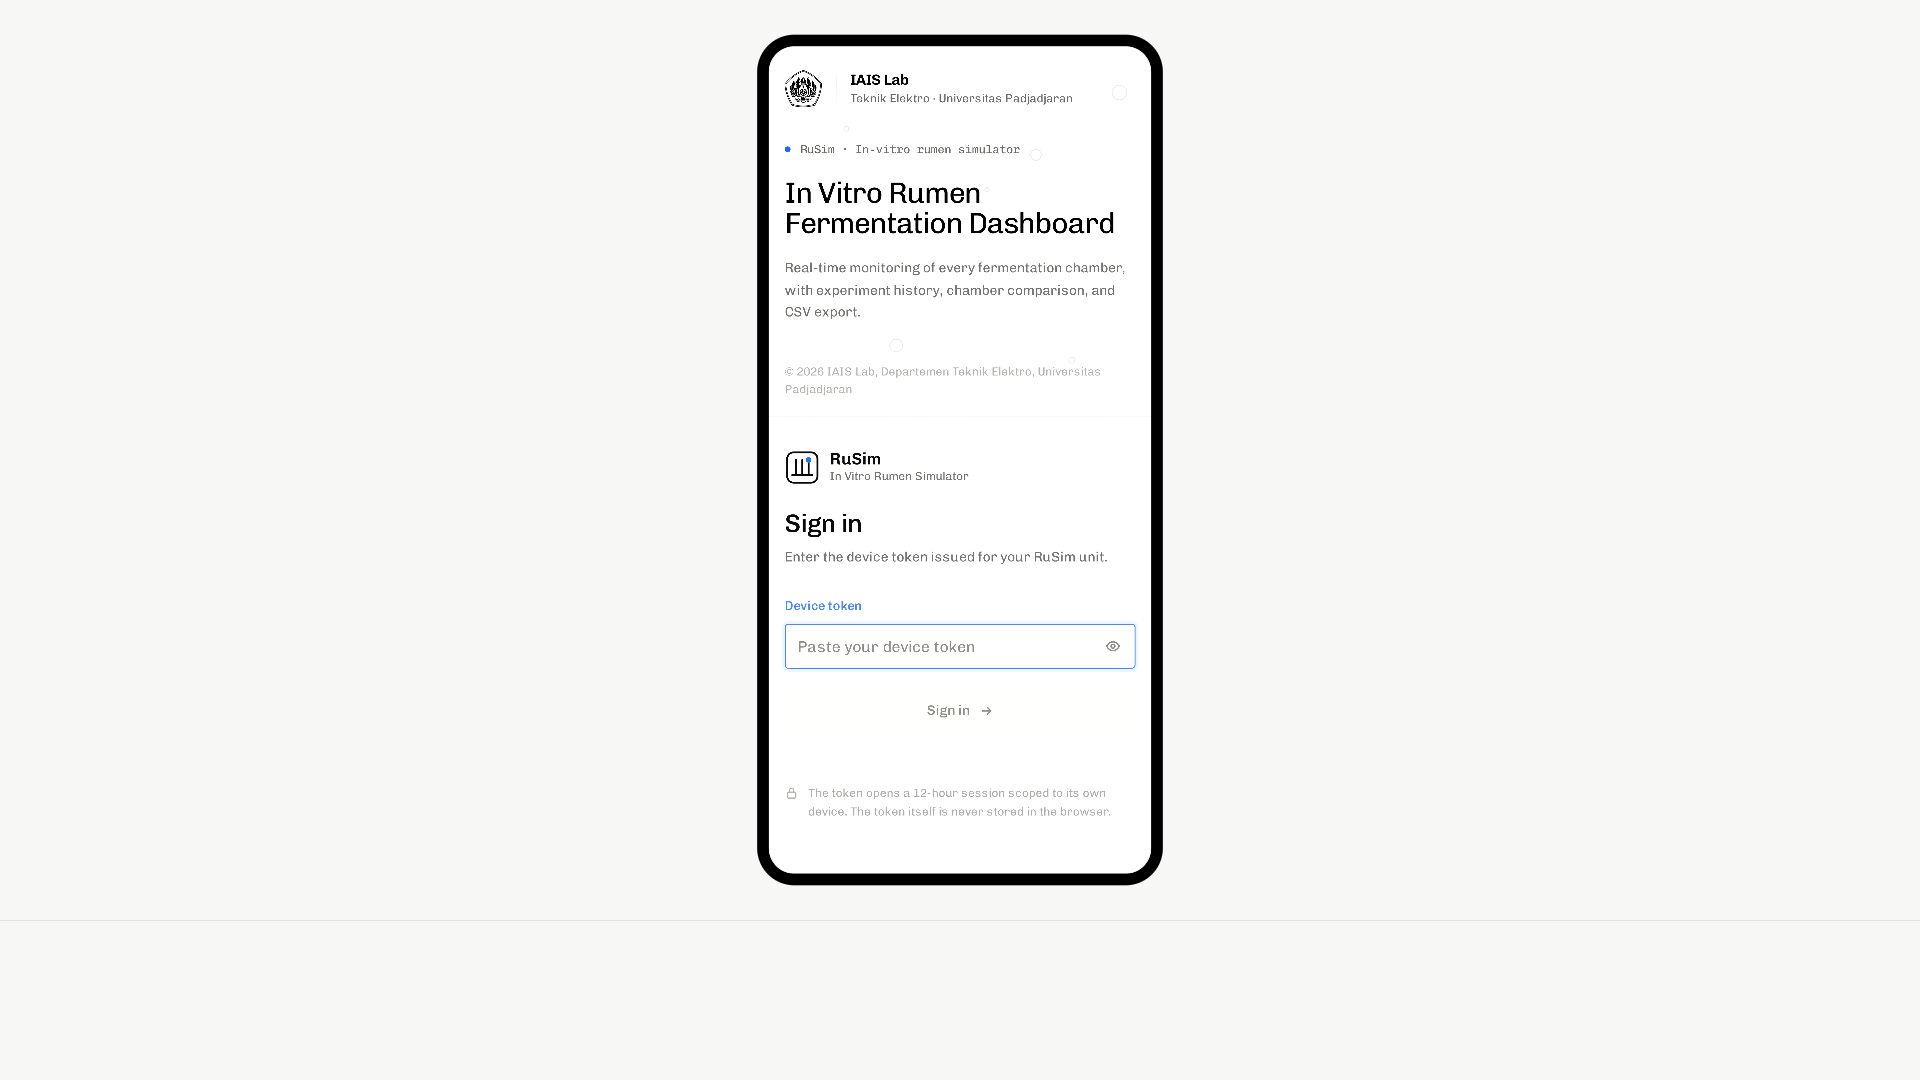 IAIS Lab
Teknik Elektro · Universitas Padjadjaran
RuSim · In-vitro rumen simulator
In Vitro Rumen
Fermentation Dashboard
Real-time monitoring of every fermentation chamber,
with experiment history, chamber comparison, and
CSV export.
© 2026 IAIS Lab, Departemen Teknik Elektro, Universitas
Padjadjaran
RuSim
In Vitro Rumen Simulator
Sign in
Enter the device token issued for your RuSim unit.
Device token
Paste your device token
Sign in →
The token opens a 12-hour session scoped to its own
device. The token itself is never stored in the browser.